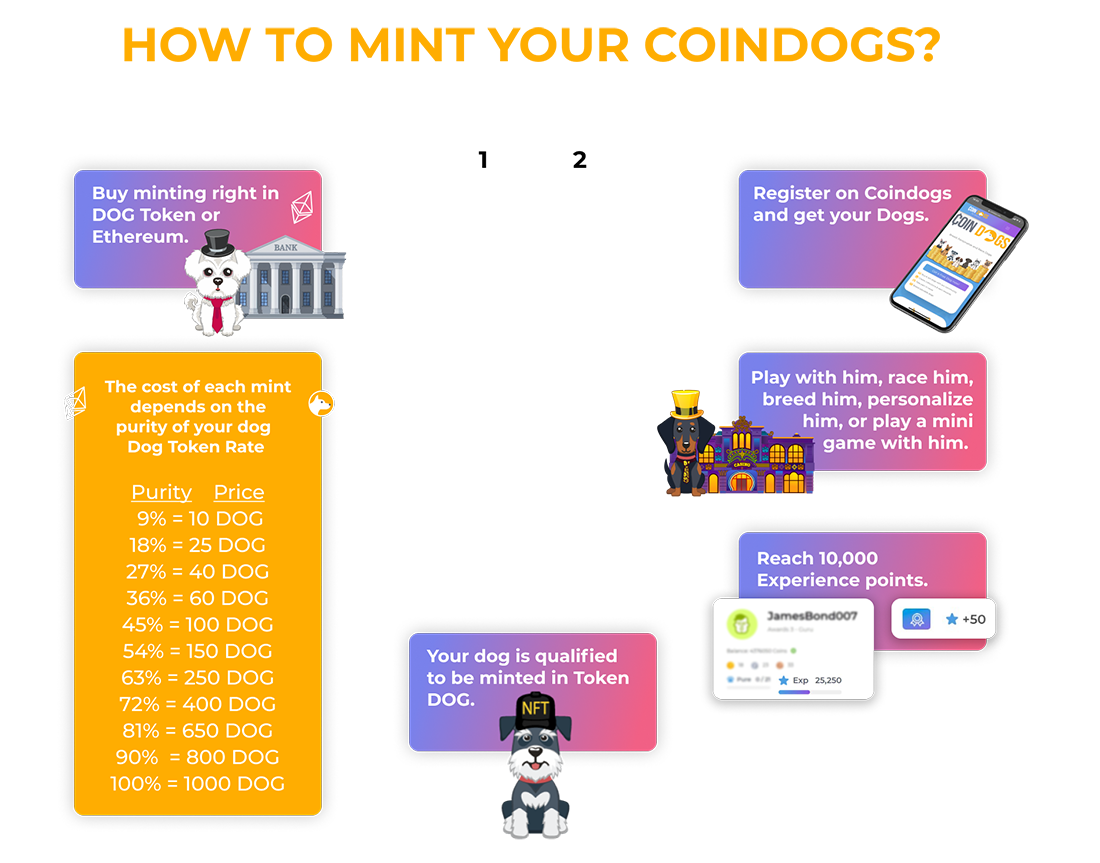 HOW TO MINT YOUR COINDOGS?
1
2
Buy minting right in
DOG Token or
Ethereum.
BANK
The cost of each mint
depends on the
purity of your dog
Dog Token Rate
Purity Price
9% = 10 DOG
18% = 25 DOG
27% = 40 DOG
36% = 60 DOG
45% = 100 DOG
54% = 150 DOG
63% = 250 DOG
72% = 400 DOG
81% = 650 DOG
90% = 800 DOG
100% = 1000 DOG
Register on Coindogs
and get your Dogs.
COIN DOGS
Play with him, race him,
breed him, personalize
him, or play a mini
game with him.
CASINO
Reach 10,000
Experience points.
JamesBond007
+50
Exp 25,250
Your dog is qualified
to be minted in Token
DOG.
NFT